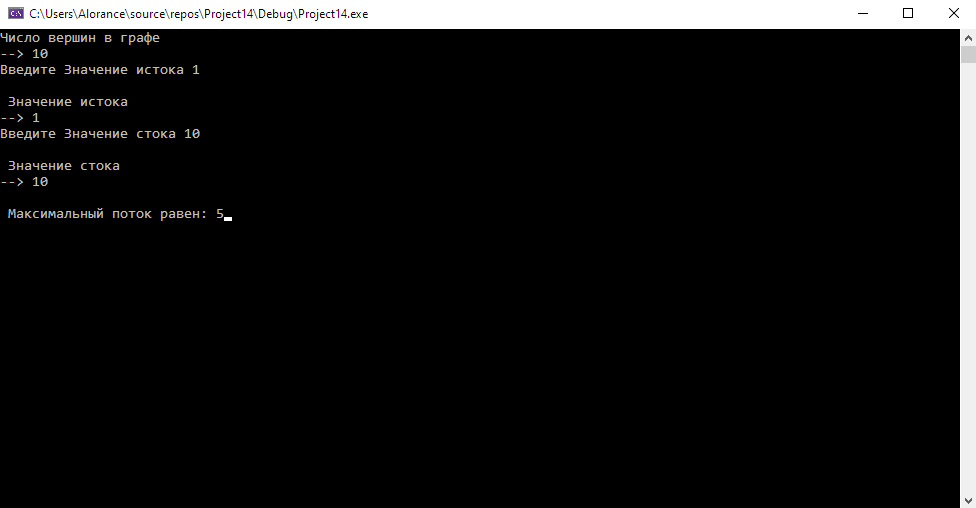 C:\Users\Alorance\source\repos\Project14\Debug\Project14.exe
Число вершин в графе
--> 10
Введите Значение истока 1
Значение истока
--> 1
Введите Значение стока 10
Значение стока
--> 10
Максимальный поток равен: 5